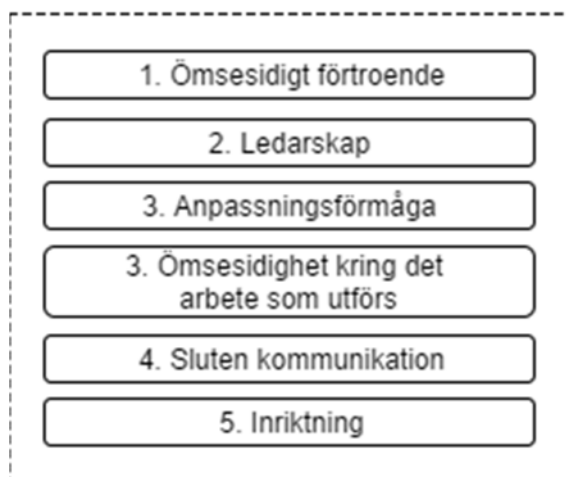 1. Ömsesidigt förtroende
2. Ledarskap
3. Anpassningsförmåga
3. Ömsesidighet kring det
arbete som utförs
4. Sluten kommunikation
5. Inriktning